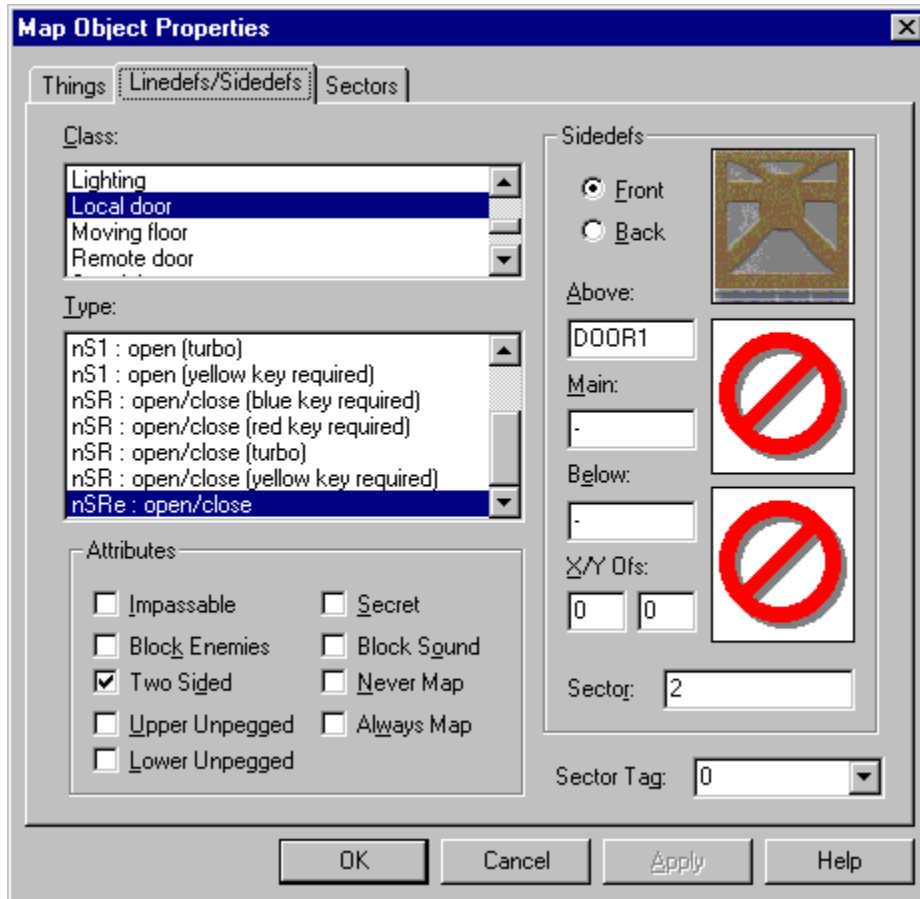 Map Object Properties
Things Linedefs/Sidedefs Sectors
Class:
Lighting
Local door
Moving floor
Remote door
Type:
nS1 : open (turbo)
nS1 : open (yellow key required)
nSR : open/close (blue key required)
nSR : open/close (red key required)
nSR : open/close (turbo)
nSR : open/close (yellow key required)
nSRe : open/close
Attributes
Impassable
Block Enemies
Two Sided
Upper Unpegged
Lower Unpegged
Secret
Block Sound
Never Map
Always Map
Sidedefs
Front
Back
Above:
DOOR1
Main:
-
Below:
-
X/Y Ofs:
0 0
Sector: 2
Sector Tag: 0
OK Cancel Apply Help